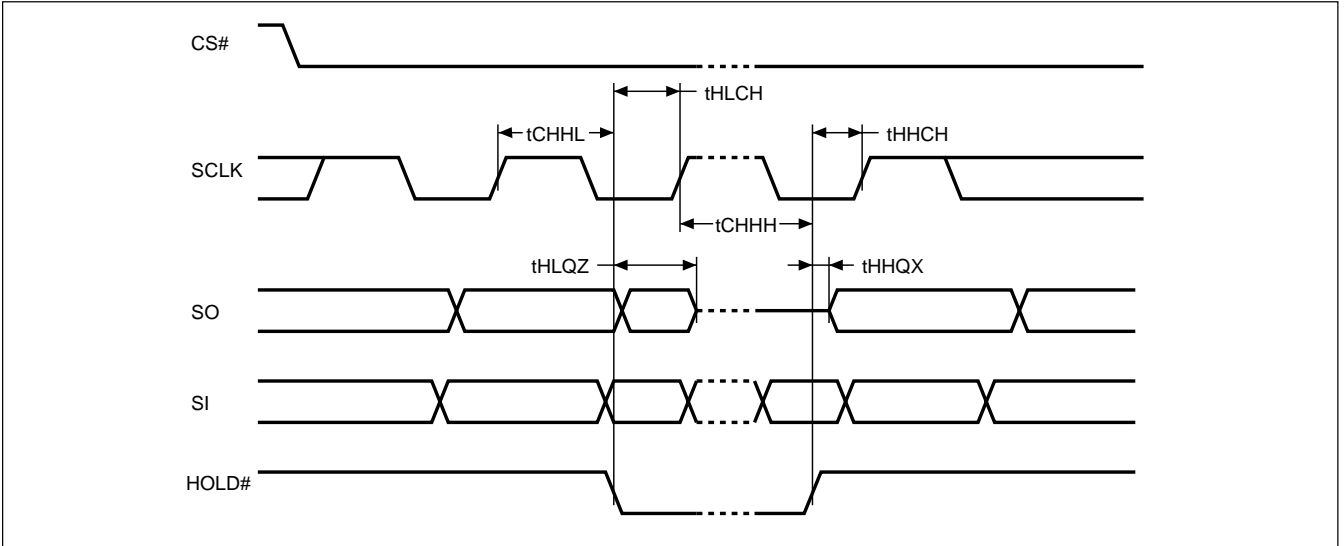 CS#
tHLCH
tCHHL
tHHCH
SCLK
tCHHH
tHLQZ
tHHQX
SO
SI
HOLD#